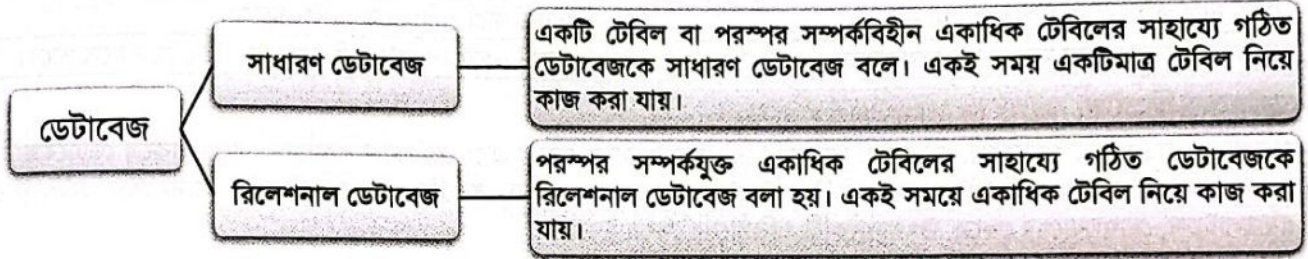 ডেটাবেজ
সাধারণ ডেটাবেজ
একটি টেবিল বা পরস্পর সম্পর্কবিহীন একাধিক টেবিলের সাহায্যে গঠিত
ডেটাবেজকে সাধারণ ডেটাবেজ বলে। একই সময় একটিমাত্র টেবিল নিয়ে
কাজ করা যায়।
রিলেশনাল ডেটাবেজ
পরস্পর সম্পর্কযুক্ত একাধিক টেবিলের সাহায্যে গঠিত ডেটাবেজকে
রিলেশনাল ডেটাবেজ বলা হয়। একই সময়ে একাধিক টেবিল নিয়ে কাজ করা
যায়।